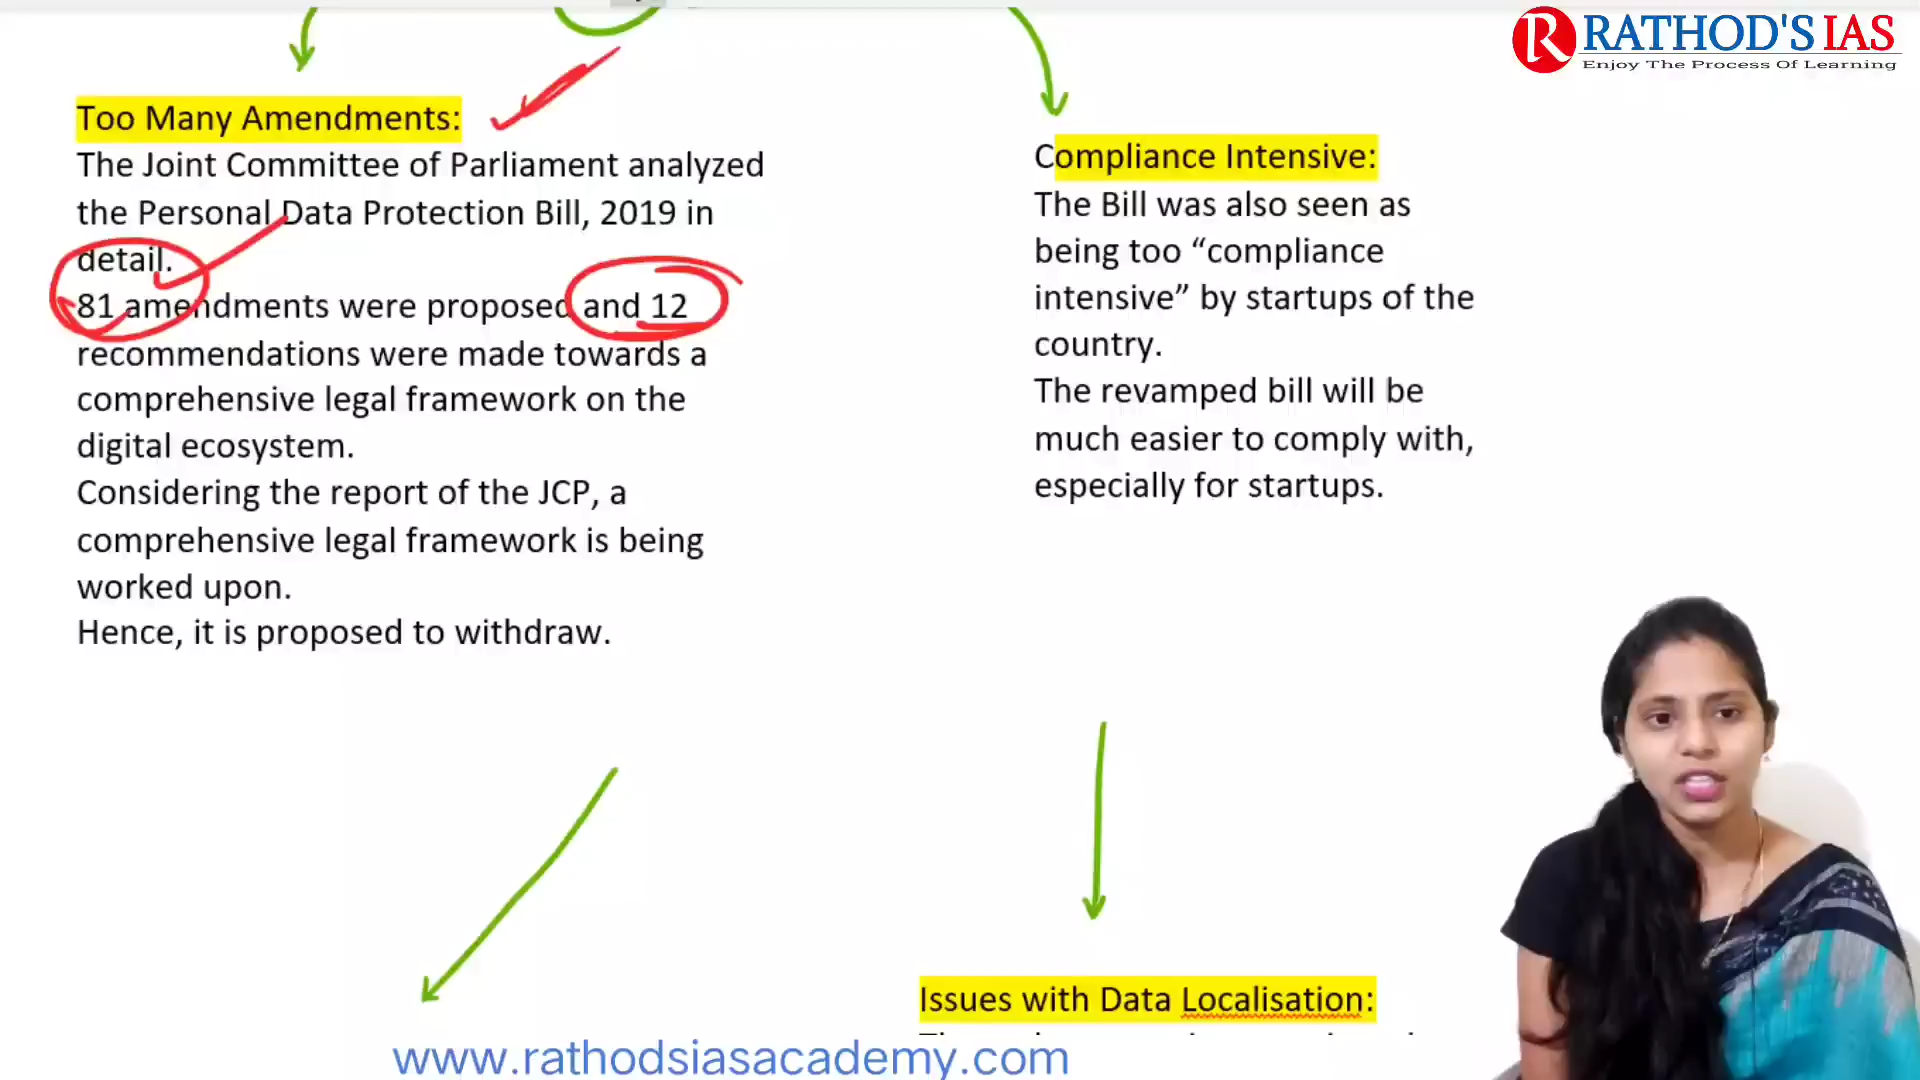 RATHOD'S IAS
Enjoy The Process Of Learning
Too Many Amendments:
The Joint Committee of Parliament analyzed
the Personal Data Protection Bill, 2019 in
detail.
81 amendments were proposed and 12
recommendations were made towards a
comprehensive legal framework on the
digital ecosystem.
Considering the report of the JCP, a
comprehensive legal framework is being
worked upon.
Hence, it is proposed to withdraw.
Compliance Intensive:
The Bill was also seen as
being too “compliance
intensive” by startups of the
country.
The revamped bill will be
much easier to comply with,
especially for startups.
Issues with Data Localisation:
www.rathodsiasacademy.com